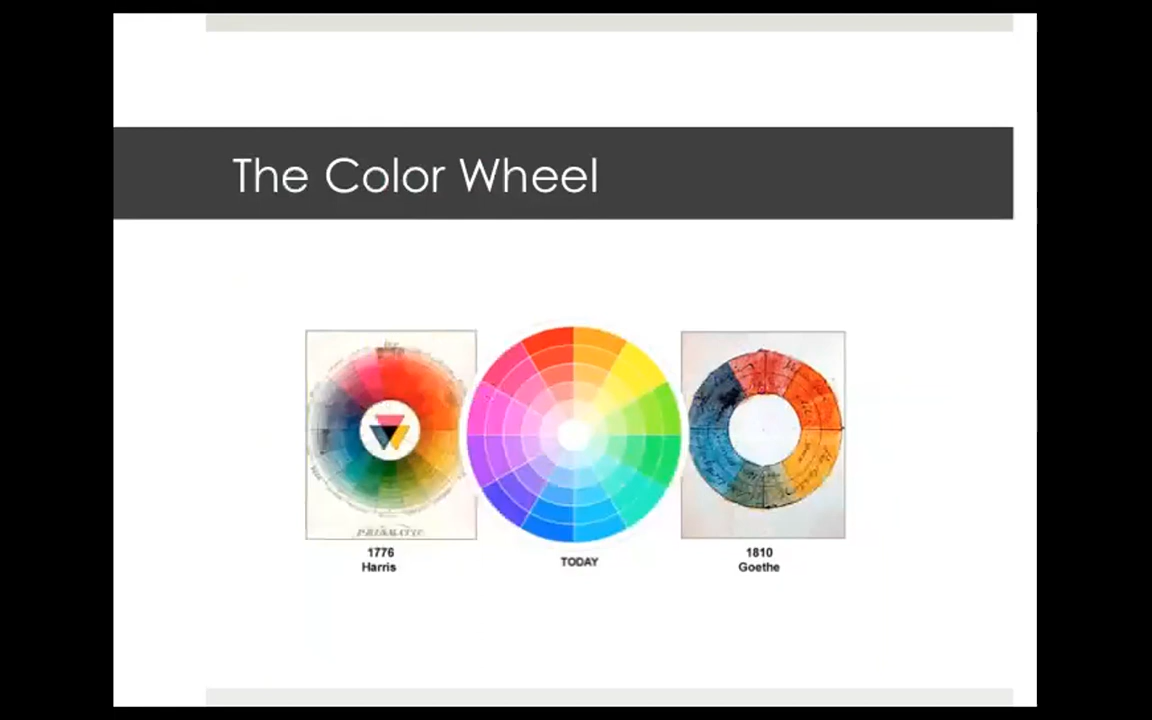 The Color Wheel
PRISMATIC
1776
Harris
TODAY
1810
Goethe